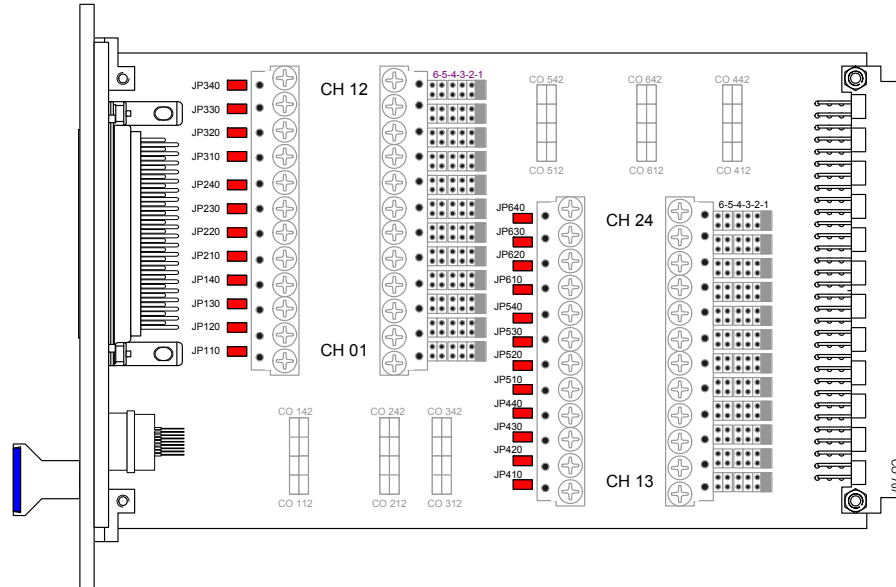 JP340
JP330
JP320
JP310
JP240
JP230
JP220
JP210
JP140
JP130
JP120
JP110
CH 12
CH 01
6-5-4-3-2-1
CO 542
CO 512
CO 642
CO 612
CO 442
CO 412
JP640
JP630
JP620
JP610
JP540
JP530
JP520
JP510
JP440
JP430
JP420
JP410
CH 24
CH 13
6-5-4-3-2-1
CO 142
CO 112
CO 242
CO 212
CO 342
CO 312